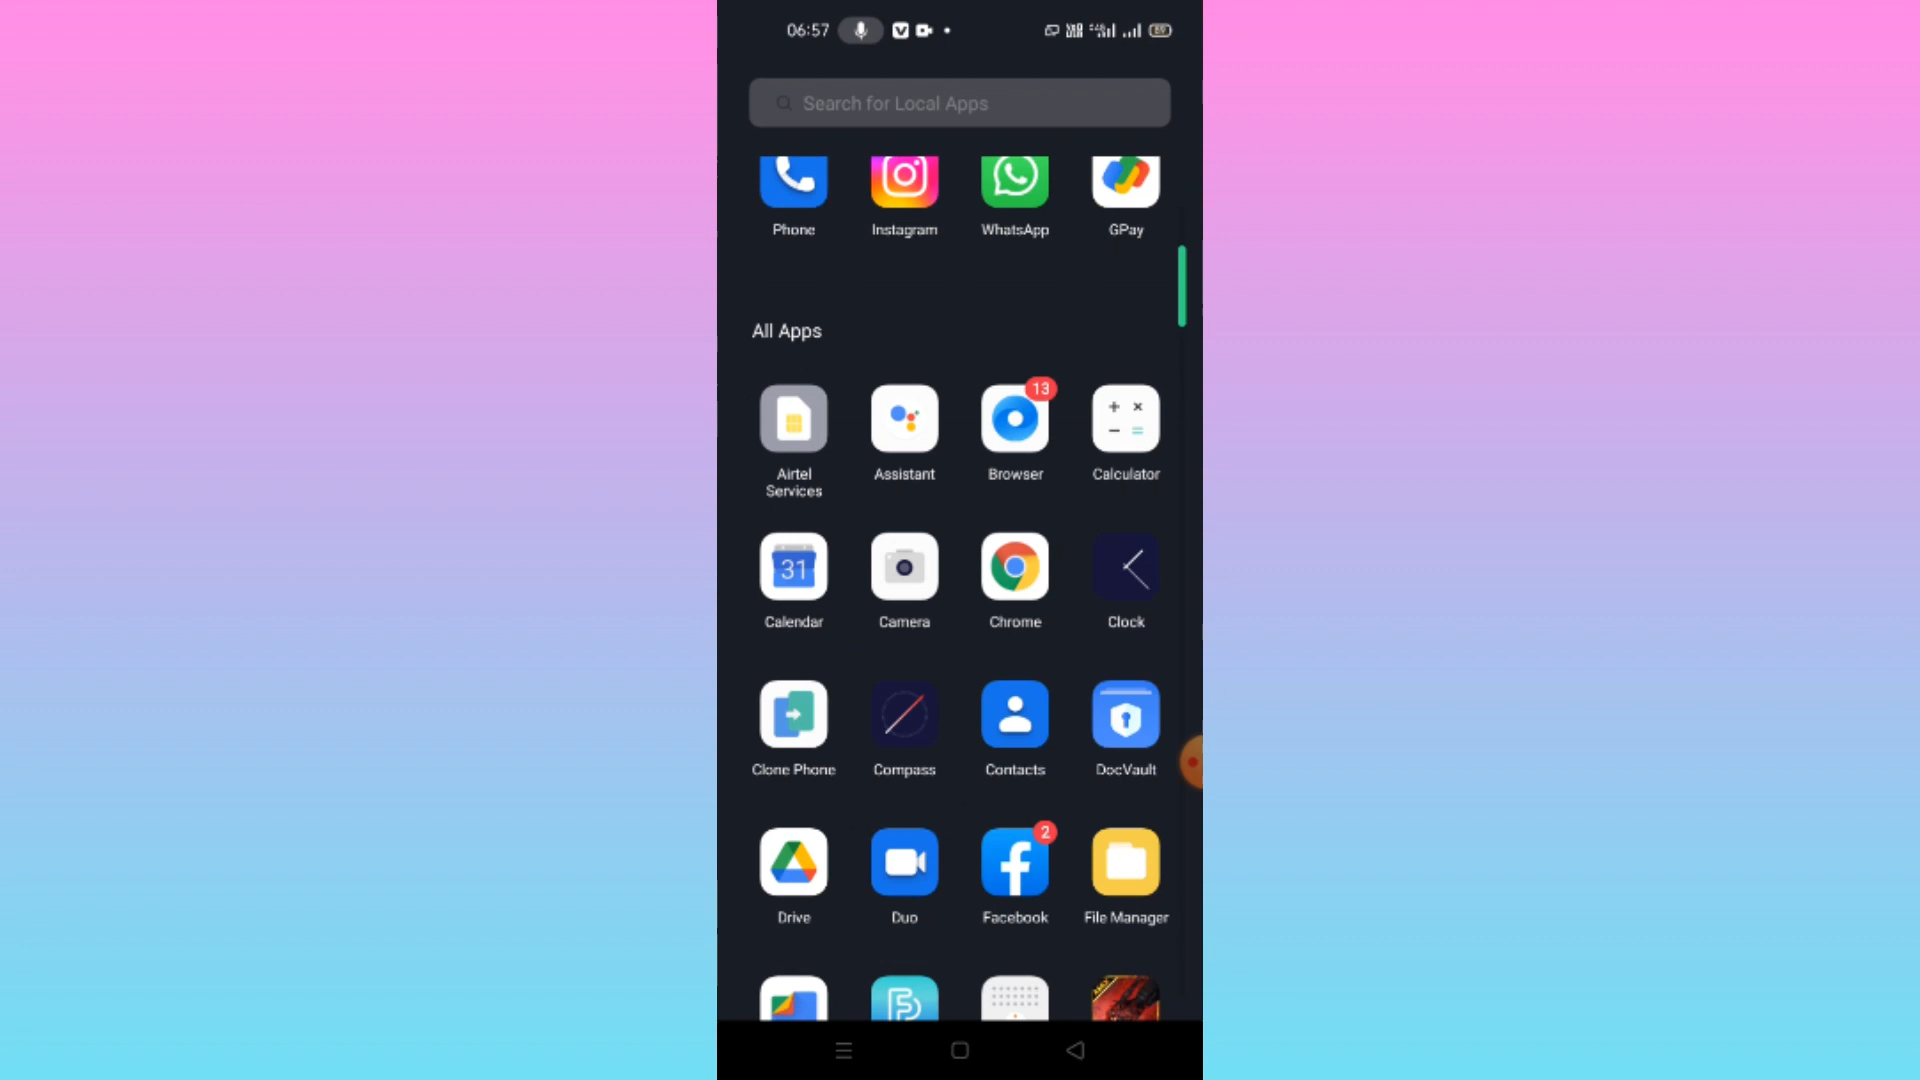 06:57
Search for Local Apps
Phone Instagram WhatsApp GPay
All Apps
13
Airtel Services Assistant Browser Calculator
31
Calendar Camera Chrome Clock
Clone Phone Compass Contacts DocVault
2
Drive Duo Facebook File Manager